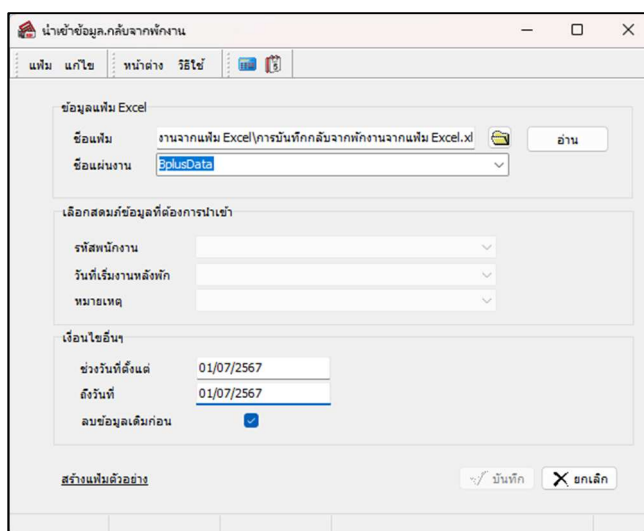 นำเข้าข้อมูล.กลับจากพักงาน
แฟ้ม แก้ไข หน้าต่าง วิธีใช้
ข้อมูลแฟ้ม Excel
ชื่อแฟ้ม งานจากแฟ้ม Excel\การบันทึกกลับจากพักงานจากแฟ้ม Excel.xl อ่าน
ชื่อแผ่นงาน BplusData
เลือกสดมภ์ข้อมูลที่ต้องการนำเข้า
รหัสพนักงาน
วันที่เริ่มงานหลังพัก
หมายเหตุ
เงื่อนไขอื่นๆ
ช่วงวันที่ตั้งแต่ 01/07/2567
ถึงวันที่ 01/07/2567
ลบข้อมูลเดิมก่อน
สร้างแฟ้มตัวอย่าง บันทึก ยกเลิก